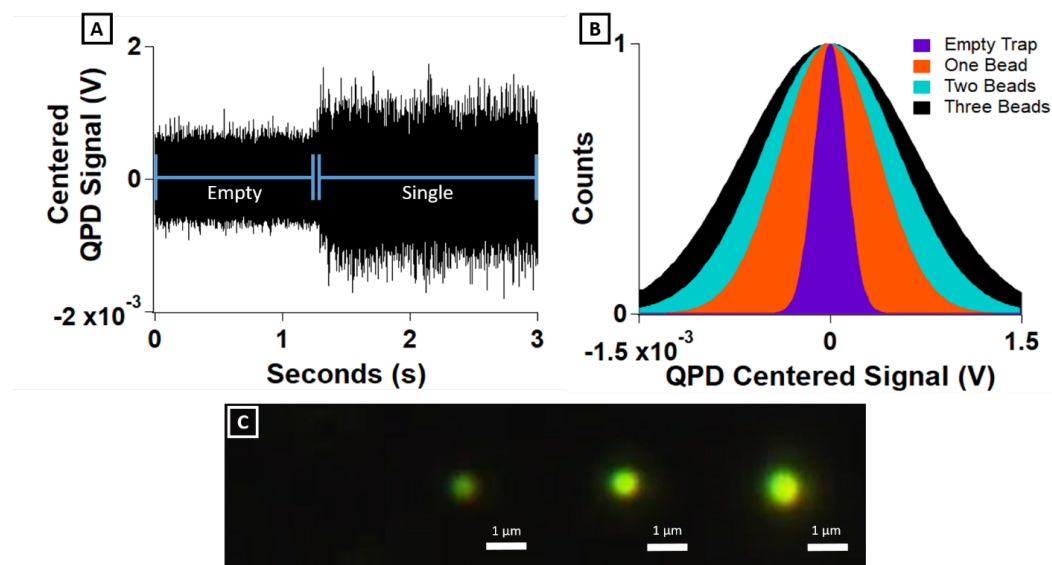 A
2
0
-2 x10⁻³
Centered
QPD Signal (V)
Empty
Single
0
1
2
3
Seconds (s)
B
1
0
Counts
Empty Trap
One Bead
Two Beads
Three Beads
-1.5 x10⁻³
0
1.5
QPD Centered Signal (V)
C
1 μm
1 μm
1 μm